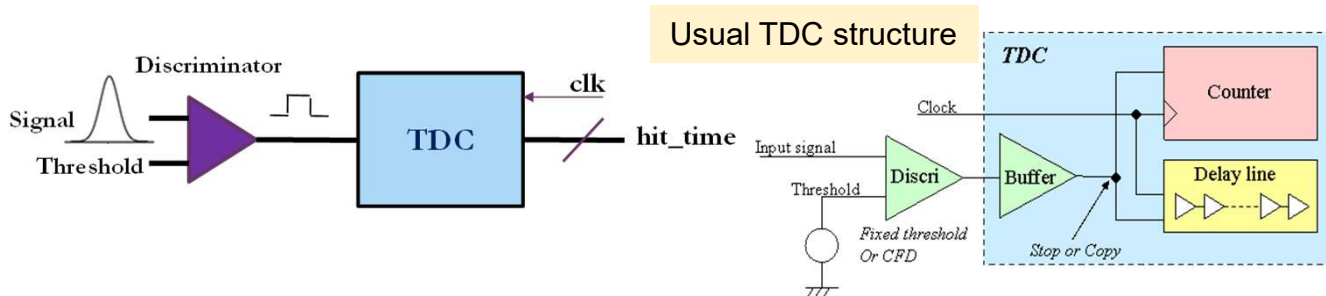 Usual TDC structure
Discriminator
Signal
Threshold
TDC
clk
hit_time
TDC
Clock
Counter
Input signal
Threshold
Discri
Buffer
Delay line
Fixed threshold
Or CFD
Stop or Copy